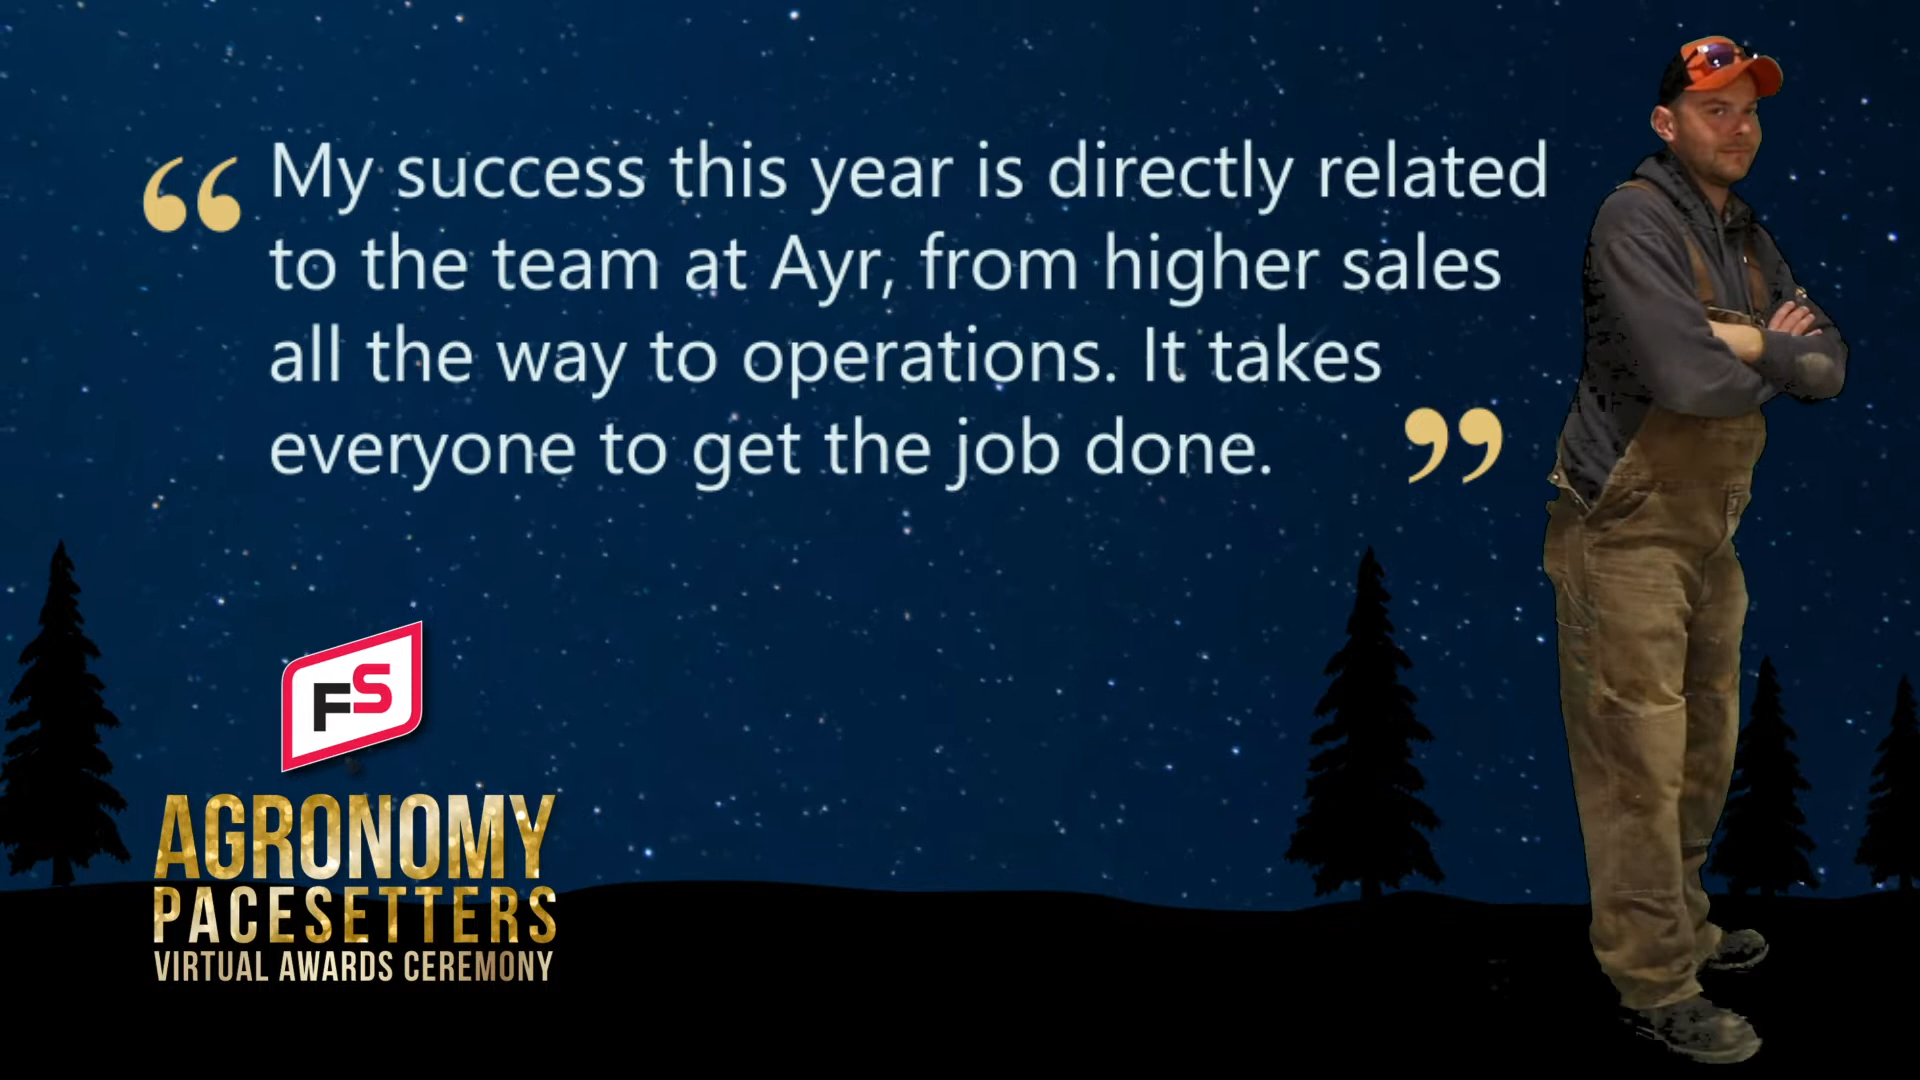 “ My success this year is directly related
to the team at Ayr, from higher sales
all the way to operations. It takes
everyone to get the job done. ”
FS
AGRONOMY
PACESETTERS
VIRTUAL AWARDS CEREMONY